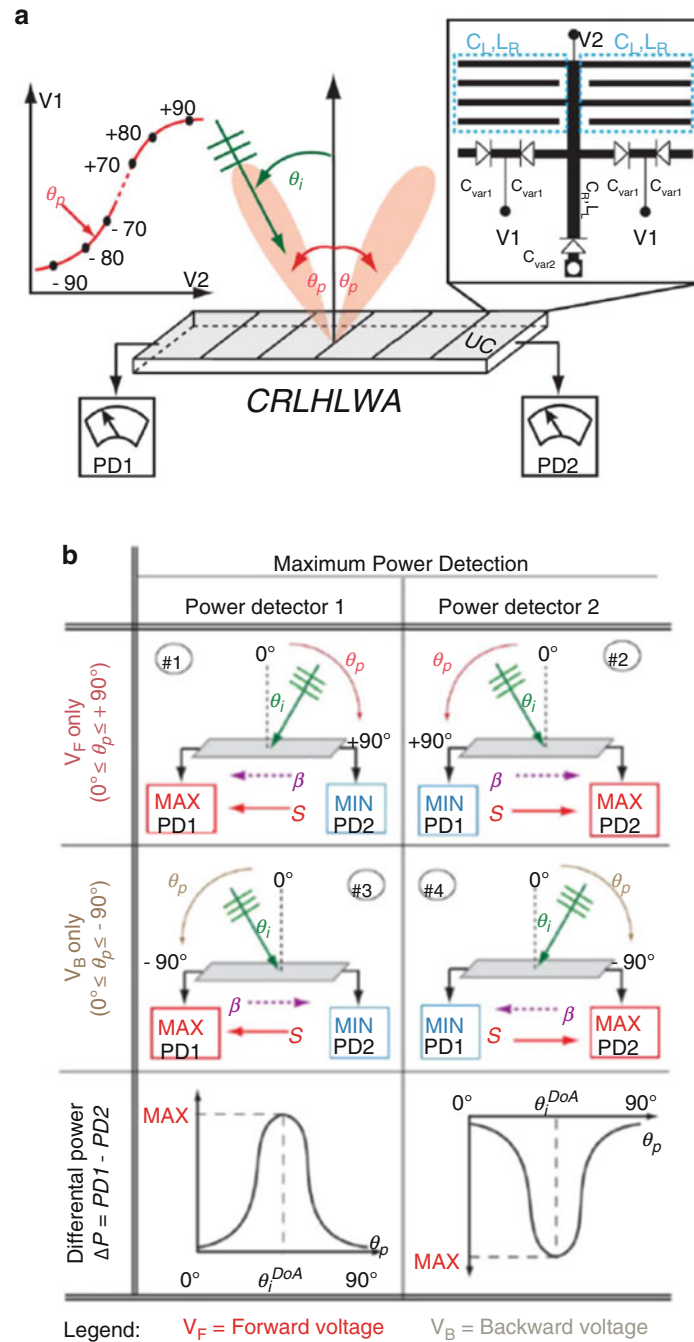 a
V1
+90
+80
+70
θp
- 70
- 80
- 90
V2
θi
θp θp
CL,LR V2 CL,LR
Cvar1 Cvar1 Cvar1 Cvar1
V1 V1
CR,LL
Cvar2
UC
CRLHLWA
PD1
PD2
b
Maximum Power Detection
Power detector 1
Power detector 2
VF only
(0° ≤ θp ≤ + 90°)
#1 0° θp
θi
+90°
β
MAX S MIN
PD1 PD2
θp 0° #2
θi
+90°
β
MIN S MAX
PD1 PD2
VB only
(0° ≤ θp ≤ - 90°)
θp 0° #3
θi
- 90°
β
MAX S MIN
PD1 PD2
#4 0° θp
θi
- 90°
β
MIN S MAX
PD1 PD2
Differental power
ΔP = PD1 - PD2
MAX
θp
0° θiDoA 90°
0° θiDoA 90°
θp
MAX
Legend: VF = Forward voltage VB = Backward voltage